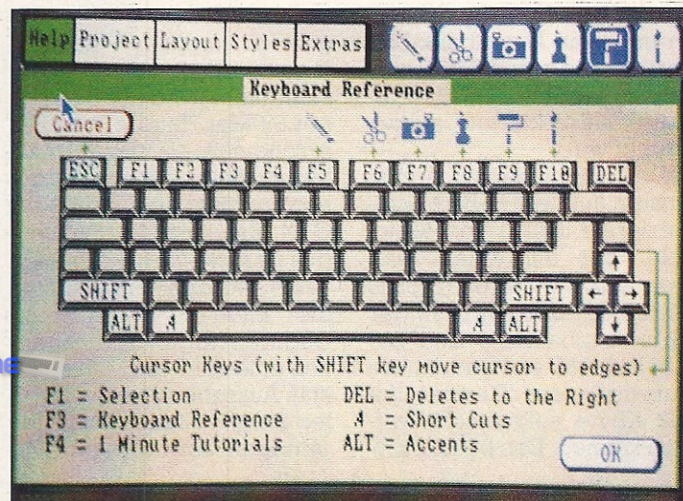 Help Project Layout Styles Extras
Keyboard Reference
Cancel
ESC F1 F2 F3 F4 F5 F6 F7 F8 F9 F10 DEL
↑
SHIFT SHIFT ← →
ALT A A ALT ↓
Cursor Keys (with SHIFT key move cursor to edges)
F1 = Selection DEL = Deletes to the Right
F3 = Keyboard Reference A = Short Cuts
F4 = 1 Minute Tutorials ALT = Accents
OK